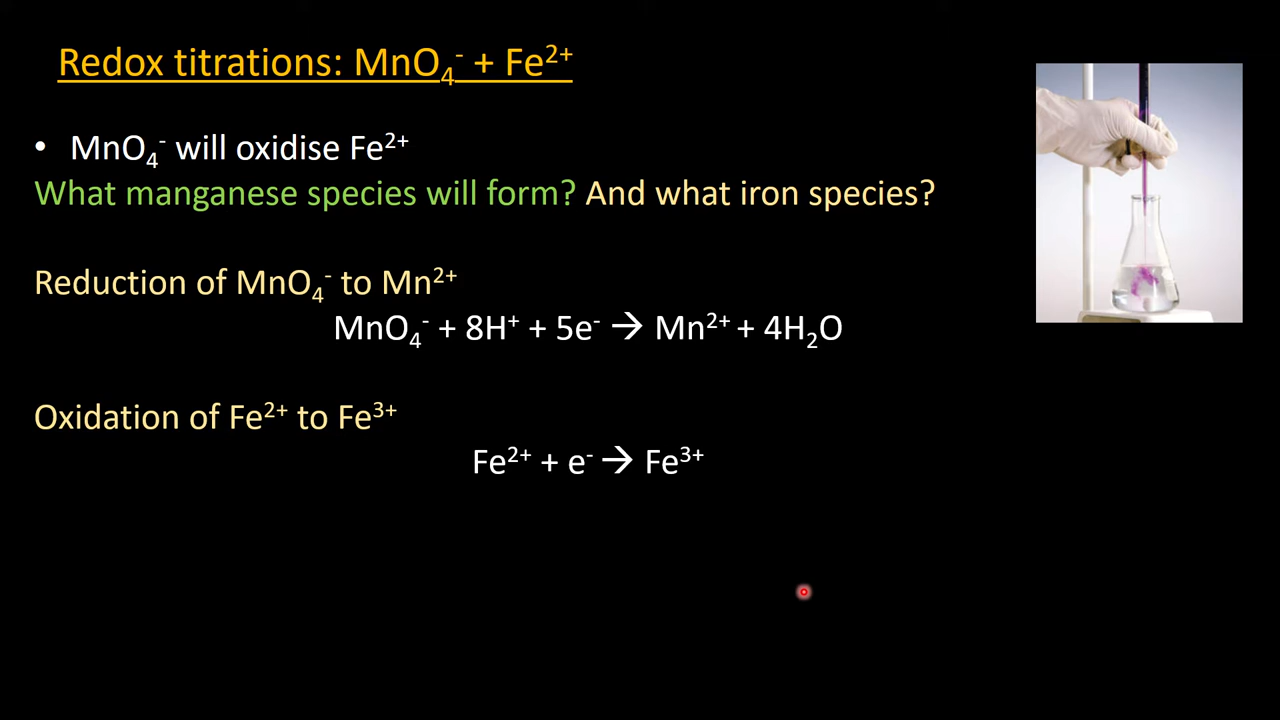 Redox titrations: MnO₄⁻ + Fe²⁺
• MnO₄⁻ will oxidise Fe²⁺
What manganese species will form? And what iron species?
Reduction of MnO₄⁻ to Mn²⁺
MnO₄⁻ + 8H⁺ + 5e⁻ → Mn²⁺ + 4H₂O
Oxidation of Fe²⁺ to Fe³⁺
Fe²⁺ + e⁻ → Fe³⁺